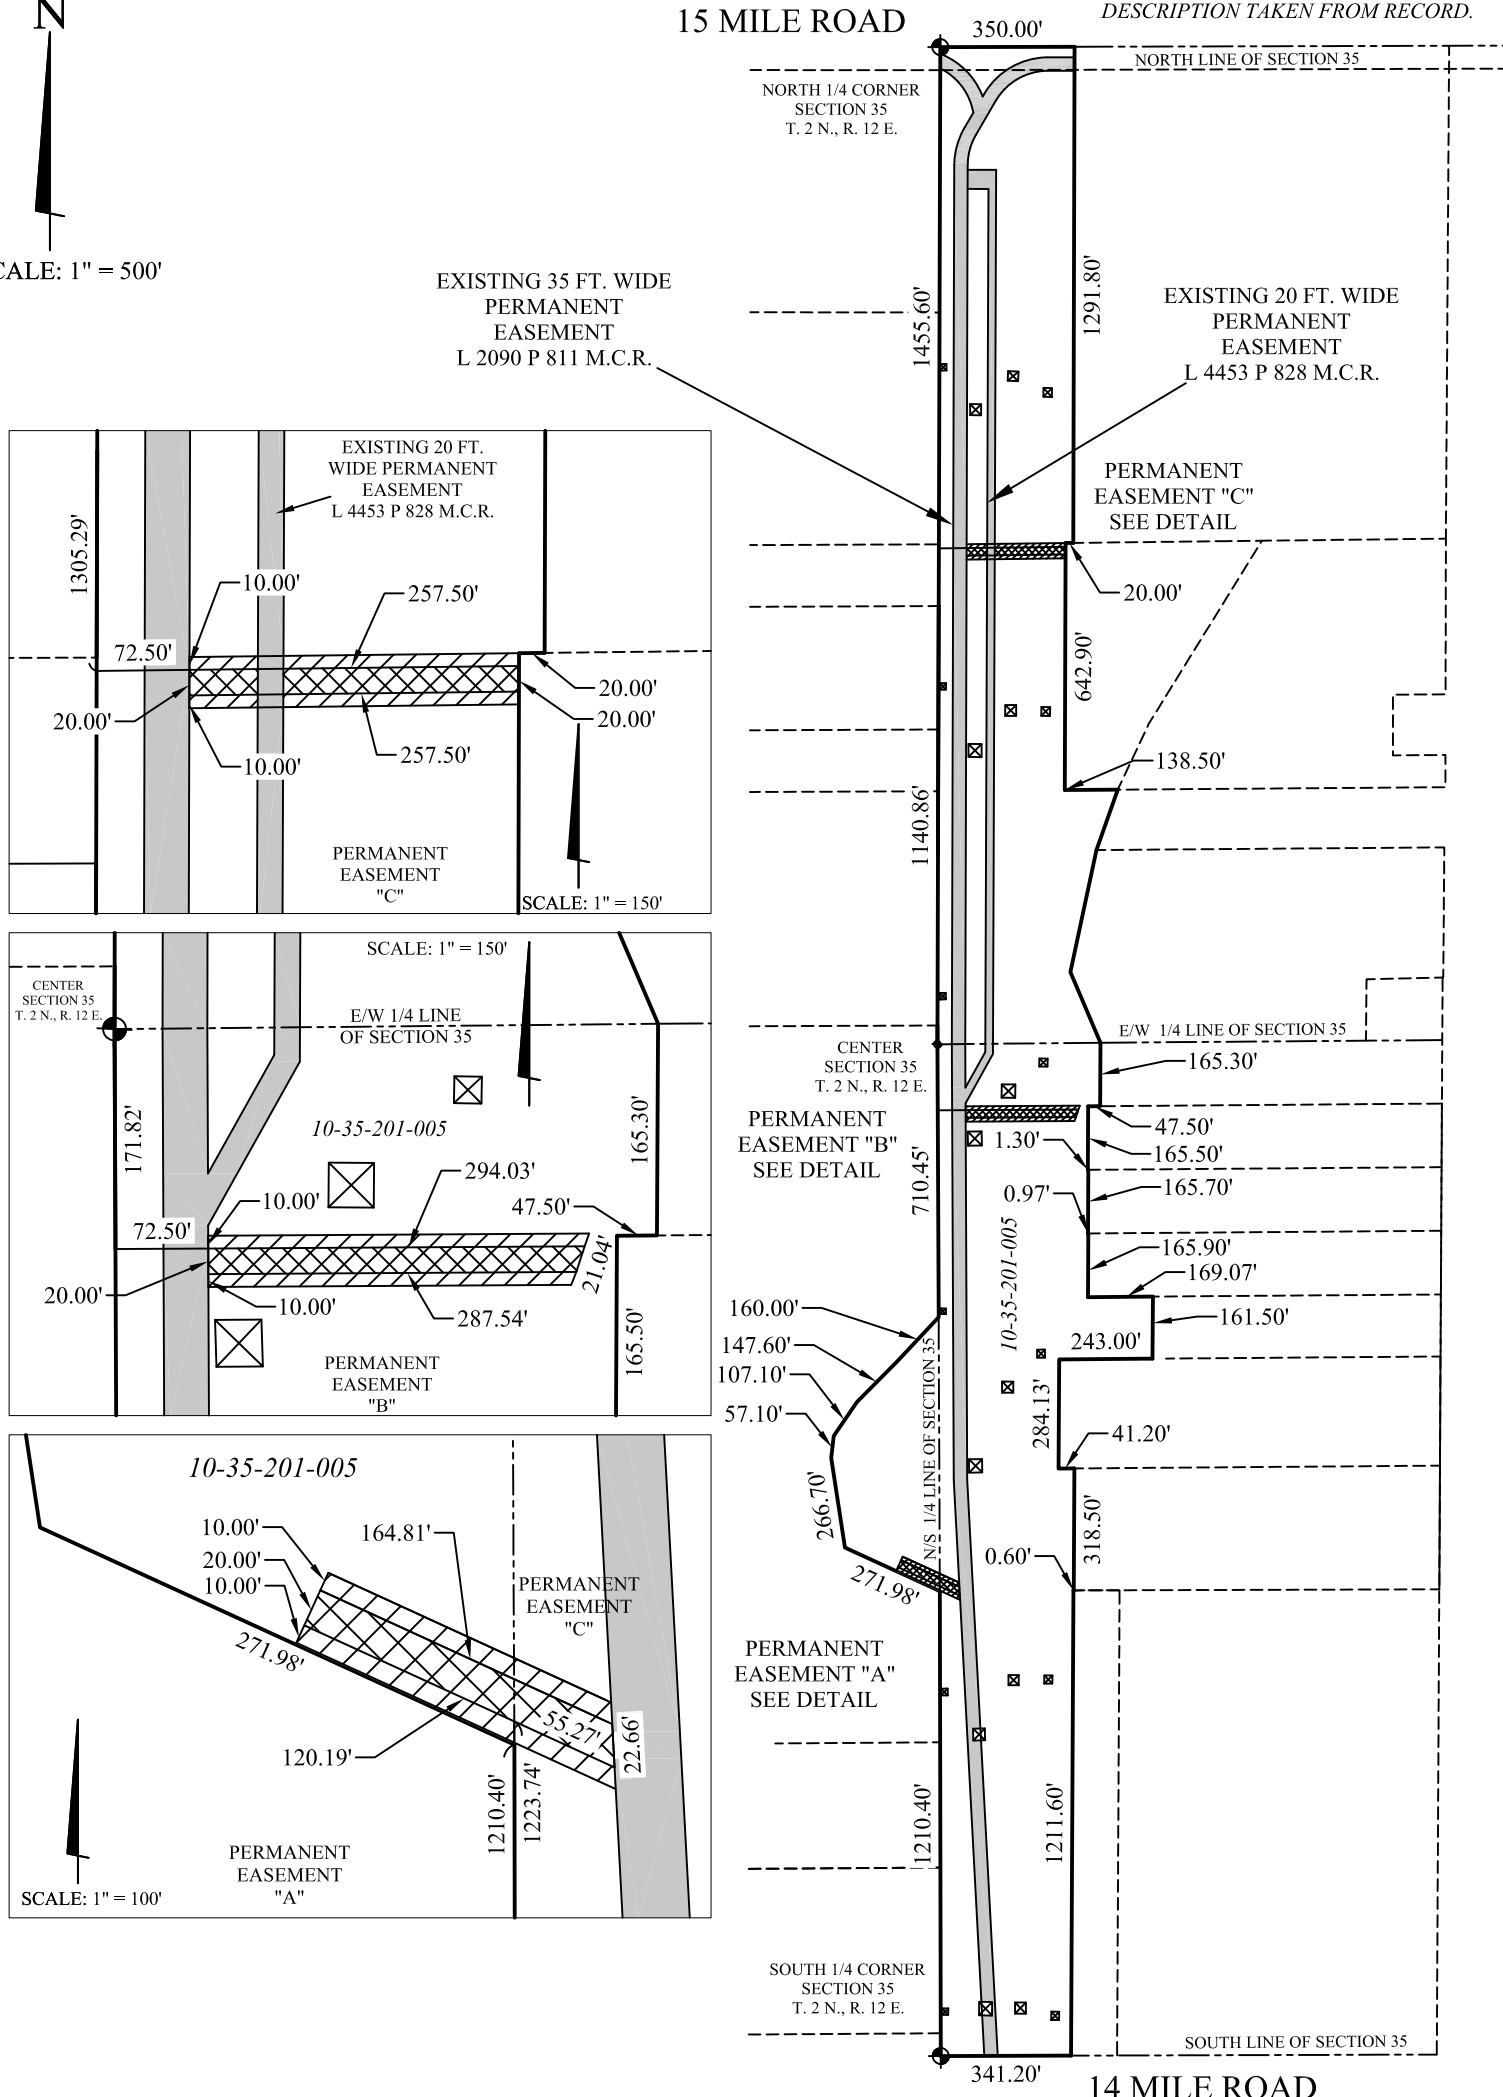 N
15 MILE ROAD
350.00'
DESCRIPTION TAKEN FROM RECORD.
NORTH LINE OF SECTION 35
NORTH 1/4 CORNER
SECTION 35
T. 2 N., R. 12 E.
CALE: 1" = 500'
EXISTING 35 FT. WIDE
PERMANENT
EASEMENT
L 2090 P 811 M.C.R.
1455.60'
1291.80'
EXISTING 20 FT. WIDE
PERMANENT
EASEMENT
L 4453 P 828 M.C.R.
PERMANENT
EASEMENT "C"
SEE DETAIL
20.00'
642.90'
138.50'
1140.86'
E/W 1/4 LINE OF SECTION 35
CENTER
SECTION 35
T. 2 N., R. 12 E.
165.30'
PERMANENT
EASEMENT "B"
SEE DETAIL
47.50'
1.30'
165.50'
710.45'
165.70'
0.97'
10-35-201-005
165.90'
169.07'
160.00'
161.50'
147.60'
243.00'
107.10'
57.10'
284.13'
41.20'
N/S 1/4 LINE OF SECTION 35
266.70'
318.50'
0.60'
271.98'
PERMANENT
EASEMENT "A"
SEE DETAIL
1210.40'
1211.60'
SOUTH 1/4 CORNER
SECTION 35
T. 2 N., R. 12 E.
SOUTH LINE OF SECTION 35
341.20'
14 MILE ROAD
EXISTING 20 FT.
WIDE PERMANENT
EASEMENT
L 4453 P 828 M.C.R.
1305.29'
10.00'
257.50'
72.50'
20.00'
20.00'
20.00'
10.00'
257.50'
PERMANENT
EASEMENT
"C"
SCALE: 1" = 150'
SCALE: 1" = 150'
CENTER
SECTION 35
T. 2 N., R. 12 E.
E/W 1/4 LINE
OF SECTION 35
171.82'
10-35-201-005
165.30'
294.03'
10.00'
47.50'
72.50'
21.04'
20.00'
10.00'
287.54'
165.50'
PERMANENT
EASEMENT
"B"
10-35-201-005
10.00'
164.81'
20.00'
10.00'
PERMANENT
EASEMENT
"C"
271.98'
55.27'
22.66'
120.19'
1210.40'
1223.74'
PERMANENT
EASEMENT
"A"
SCALE: 1" = 100'